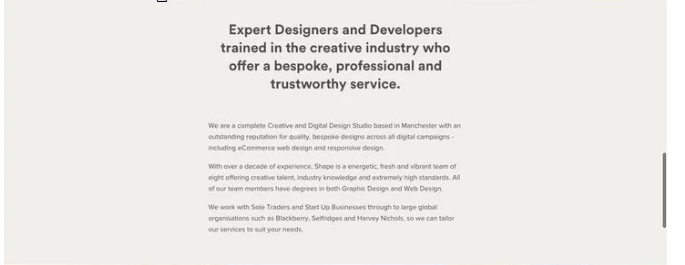 Expert Designers and Developers
trained in the creative industry who
offer a bespoke, professional and
trustworthy service.
We are a complete Creative and Digital Design Studio based in Manchester with an
outstanding reputation for quality, bespoke designs across all digital campaigns -
including eCommerce web design and responsive design.
With over a decade of experience, Shape is a energetic, fresh and vibrant team of
eight offering creative talent, industry knowledge and extremely high standards. All
of our team members have degrees in both Graphic Design and Web Design.
We work with Sole Traders and Start Up Businesses through to large global
organisations such as Blackberry, Selfridges and Harvey Nichols, so we can tailor
our services to suit your needs.